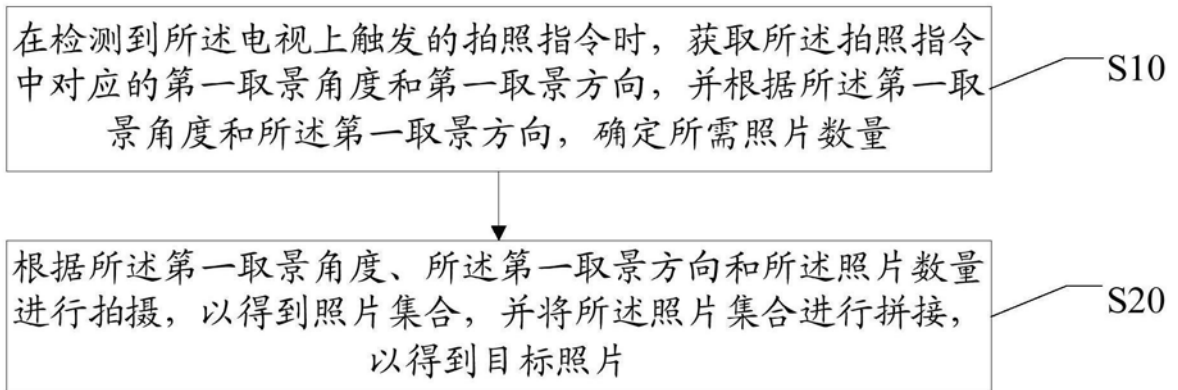 在检测到所述电视上触发的拍照指令时，获取所述拍照指令
中对应的第一取景角度和第一取景方向，并根据所述第一取
景角度和所述第一取景方向，确定所需照片数量
S10
根据所述第一取景角度、所述第一取景方向和所述照片数量
进行拍摄，以得到照片集合，并将所述照片集合进行拼接，
以得到目标照片
S20